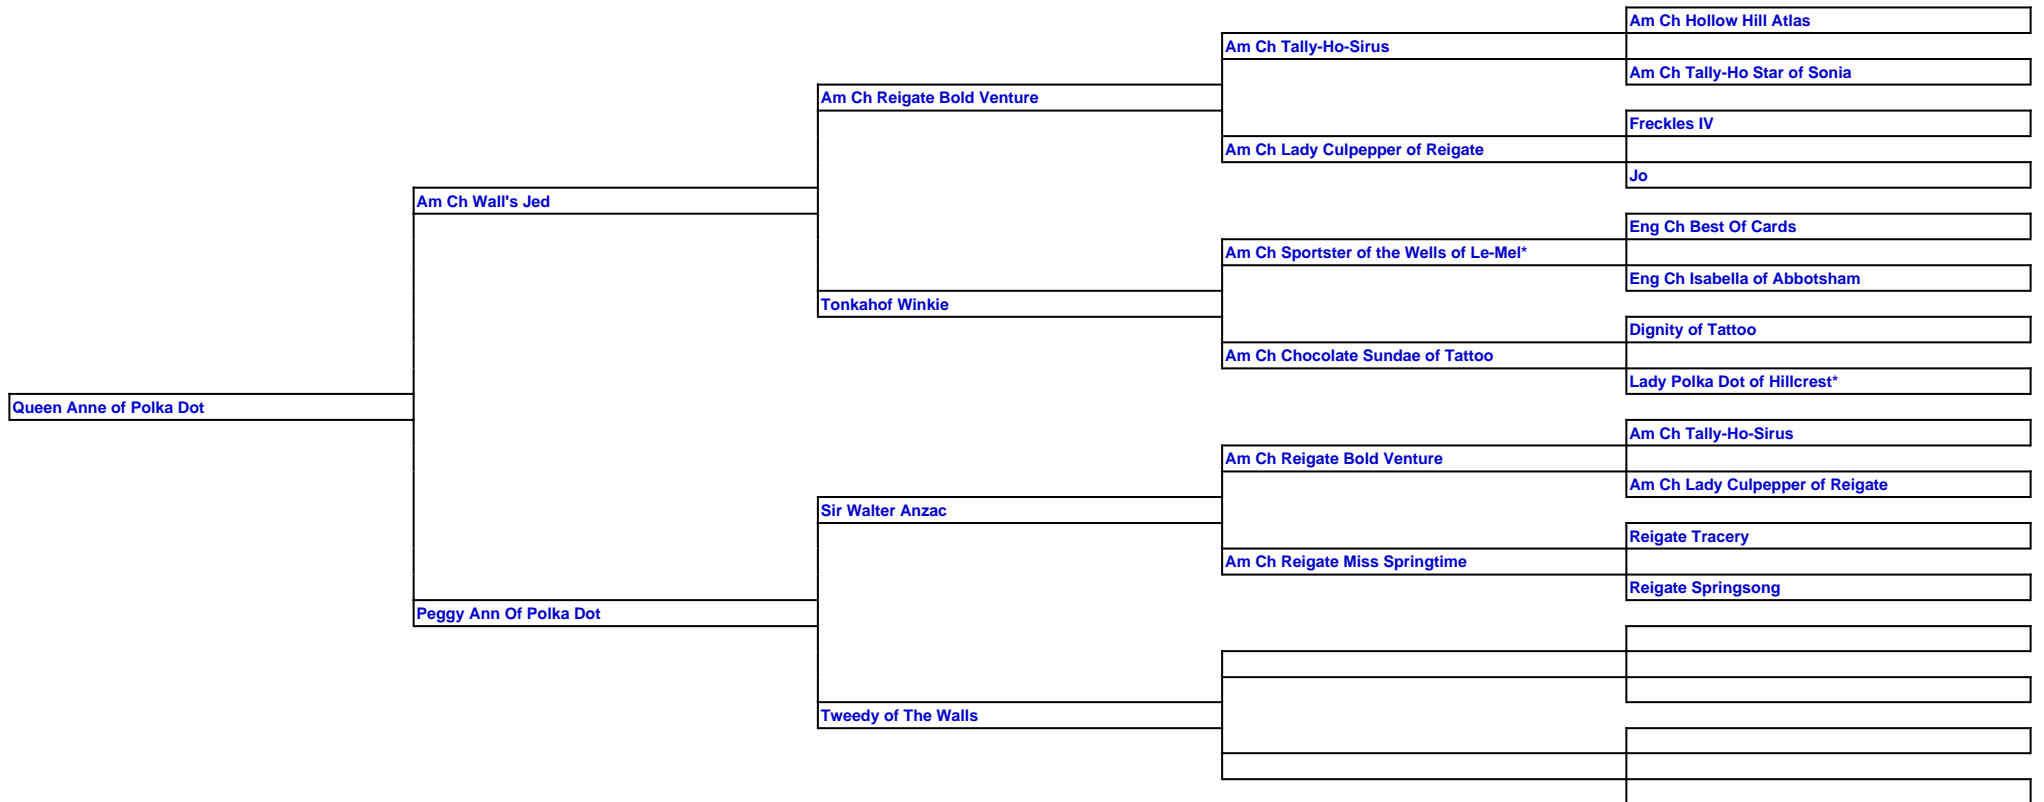 Am Ch Hollow Hill Atlas
Am Ch Tally-Ho-Sirus
Am Ch Tally-Ho Star of Sonia
Am Ch Reigate Bold Venture
Freckles IV
Am Ch Lady Culpepper of Reigate
Jo
Am Ch Wall's Jed
Eng Ch Best Of Cards
Am Ch Sportster of the Wells of Le-Mel*
Eng Ch Isabella of Abbotsham
Tonkahof Winkie
Dignity of Tattoo
Am Ch Chocolate Sundae of Tattoo
Lady Polka Dot of Hillcrest*
Queen Anne of Polka Dot
Am Ch Tally-Ho-Sirus
Am Ch Reigate Bold Venture
Am Ch Lady Culpepper of Reigate
Sir Walter Anzac
Reigate Tracery
Am Ch Reigate Miss Springtime
Reigate Springsong
Peggy Ann Of Polka Dot
Tweedy of The Walls